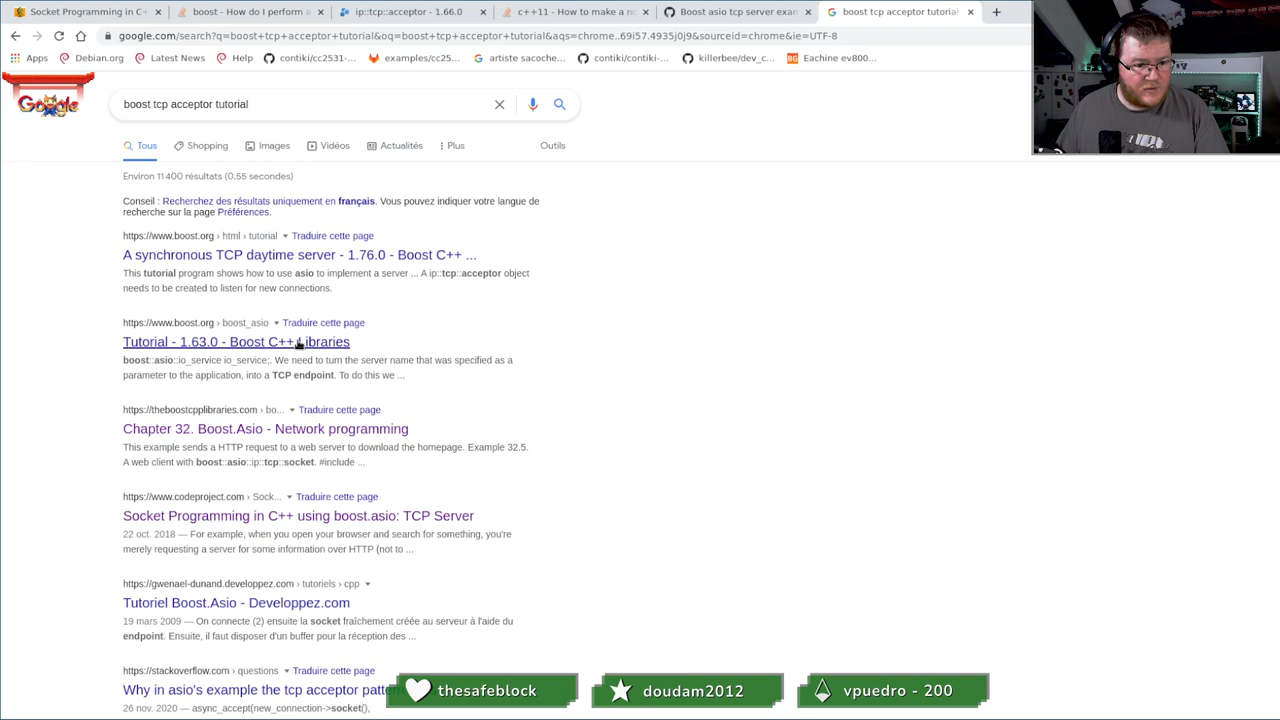 Socket Programming in C+
boost - How do I perform a
ip::tcp::acceptor - 1.66.0
c++11 - How to make a no
Boost asio tcp server exan
boost tcp acceptor tutorial
google.com/search?q=boost+tcp+acceptor+tutorial&oq=boost+tcp+acceptor+tutorial&aqs=chrome..69i57.4935j0j9&sourceid=chrome&ie=UTF-8
Apps
Debian.org
Latest News
Help
contiki/cc2531-...
examples/cc25...
artiste sacoche...
contiki/contiki-...
killerbee/dev_c...
Eachine ev800...
boost tcp acceptor tutorial
Tous
Shopping
Images
Vidéos
Actualités
Plus
Outils
Environ 11 400 résultats (0,55 secondes)
Conseil : Recherchez des résultats uniquement en français. Vous pouvez indiquer votre langue de
recherche sur la page Préférences.
https://www.boost.org › html › tutorial ▾ Traduire cette page
A synchronous TCP daytime server - 1.76.0 - Boost C++ ...
This tutorial program shows how to use asio to implement a server ... A ip::tcp::acceptor object
needs to be created to listen for new connections.
https://www.boost.org › boost_asio ▾ Traduire cette page
Tutorial - 1.63.0 - Boost C++ Libraries
boost::asio::io_service io_service;. We need to turn the server name that was specified as a
parameter to the application, into a TCP endpoint. To do this we ...
https://theboostcpplibraries.com › bo... ▾ Traduire cette page
Chapter 32. Boost.Asio - Network programming
This example sends a HTTP request to a web server to download the homepage. Example 32.5.
A web client with boost::asio::ip::tcp::socket. #include ...
https://www.codeproject.com › Sock... ▾ Traduire cette page
Socket Programming in C++ using boost.asio: TCP Server
22 oct. 2018 — For example, when you open your browser and search for something, you're
merely requesting a server for some information over HTTP (not to ...
https://gwenael-dunand.developpez.com › tutoriels › cpp ▾
Tutoriel Boost.Asio - Developpez.com
19 mars 2009 — On connecte (2) ensuite la socket fraîchement créée au serveur à l'aide du
endpoint. Ensuite, il faut disposer d'un buffer pour la réception des ...
https://stackoverflow.com › questions ▾ Traduire cette page
Why in asio's example the tcp acceptor pattern
26 nov. 2020 — async_accept(new_connection->socket(),
thesafeblock
doudam2012
vpuedro - 200